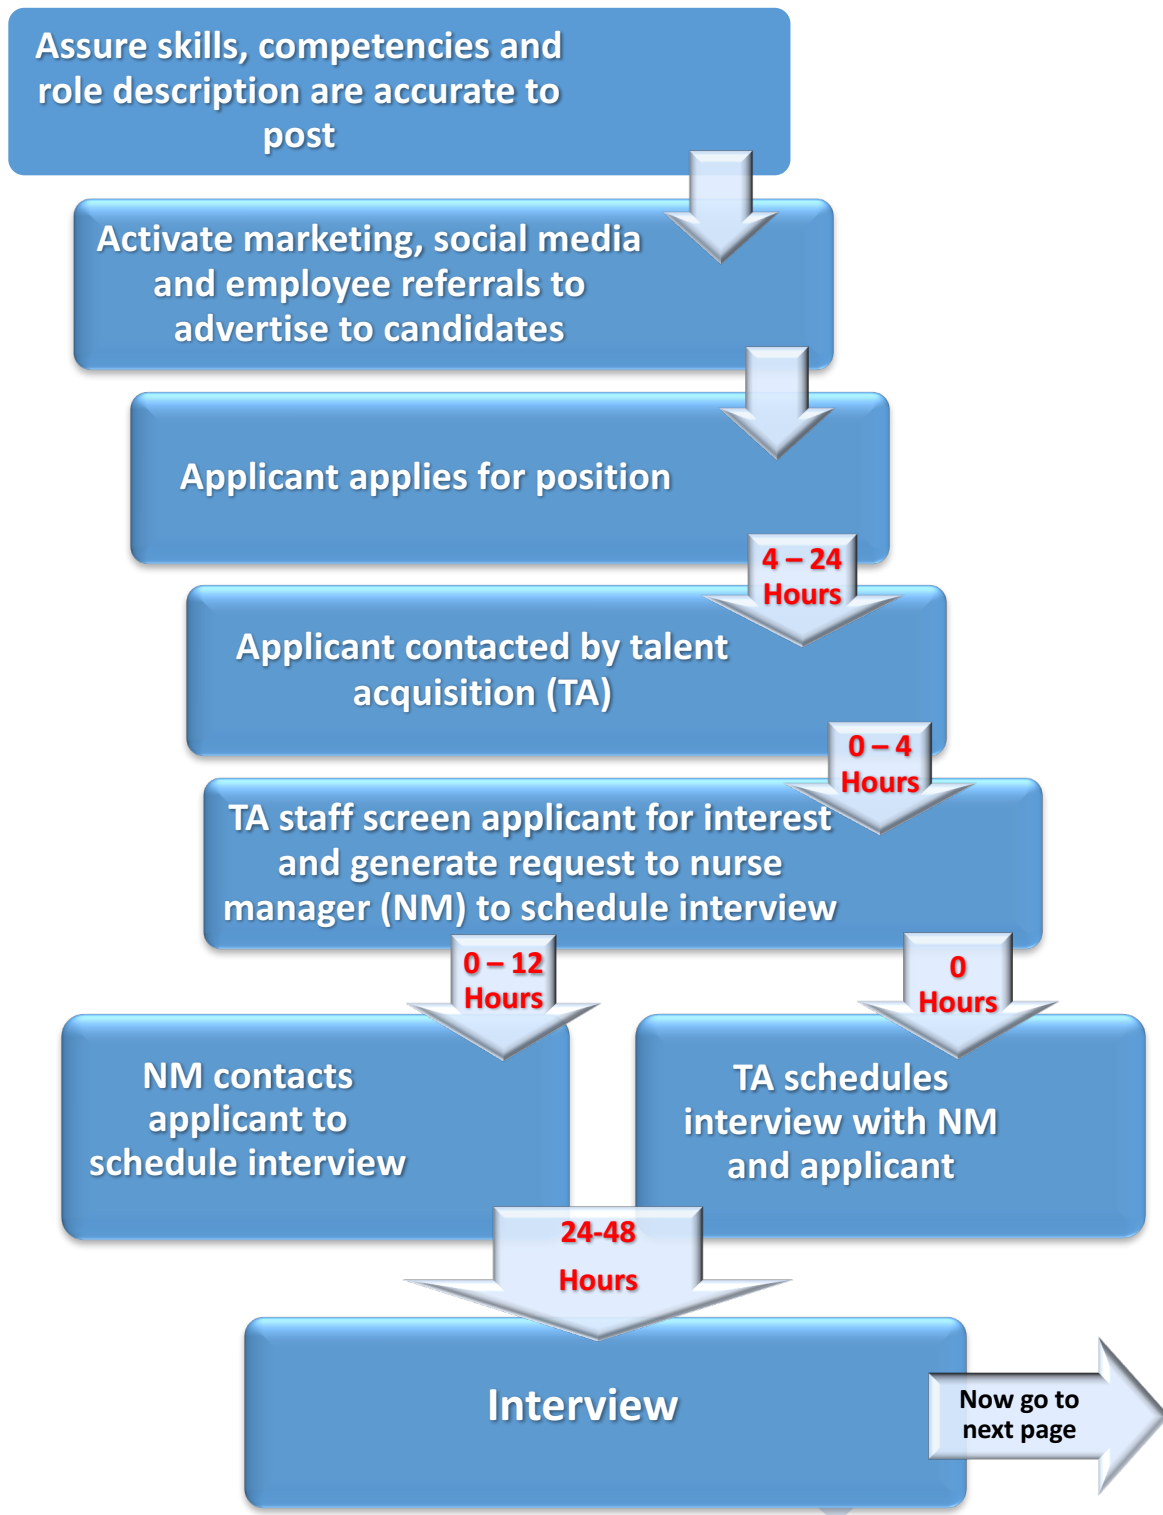 Assure skills, competencies and
role description are accurate to
post
Activate marketing, social media
and employee referrals to
advertise to candidates
Applicant applies for position
4 – 24
Hours
Applicant contacted by talent
acquisition (TA)
0 – 4
Hours
TA staff screen applicant for interest
and generate request to nurse
manager (NM) to schedule interview
0 – 12
Hours
0
Hours
NM contacts
applicant to
schedule interview
TA schedules
interview with NM
and applicant
24-48
Hours
Interview
Now go to
next page